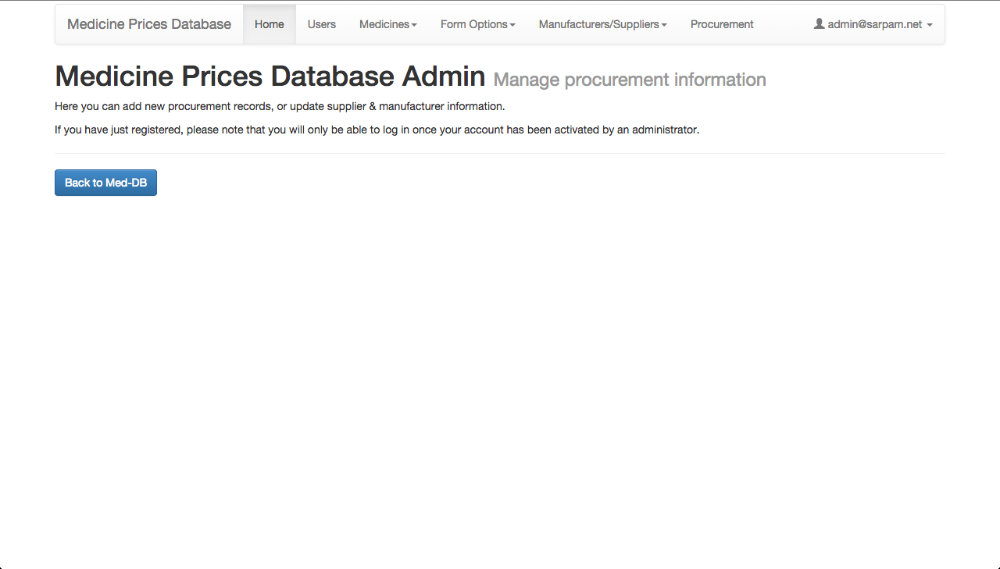 Medicine Prices Database Home Users Medicines Form Options Manufacturers/Suppliers Procurement admin@sarpam.net
Medicine Prices Database Admin Manage procurement information
Here you can add new procurement records, or update supplier & manufacturer information.
If you have just registered, please note that you will only be able to log in once your account has been activated by an administrator.
Back to Med-DB